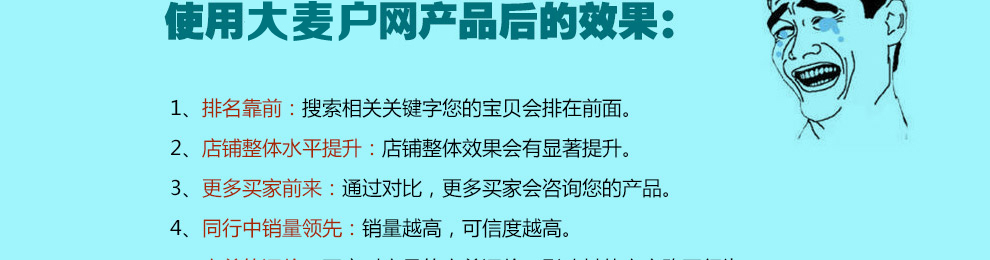 使用大麦户网产品后的效果：
1、排名靠前：搜索相关关键字您的宝贝会排在前面。
2、店铺整体水平提升：店铺整体效果会有显著提升。
3、更多买家前来：通过对比，更多买家会咨询您的产品。
4、同行中销量领先：销量越高，可信度越高。